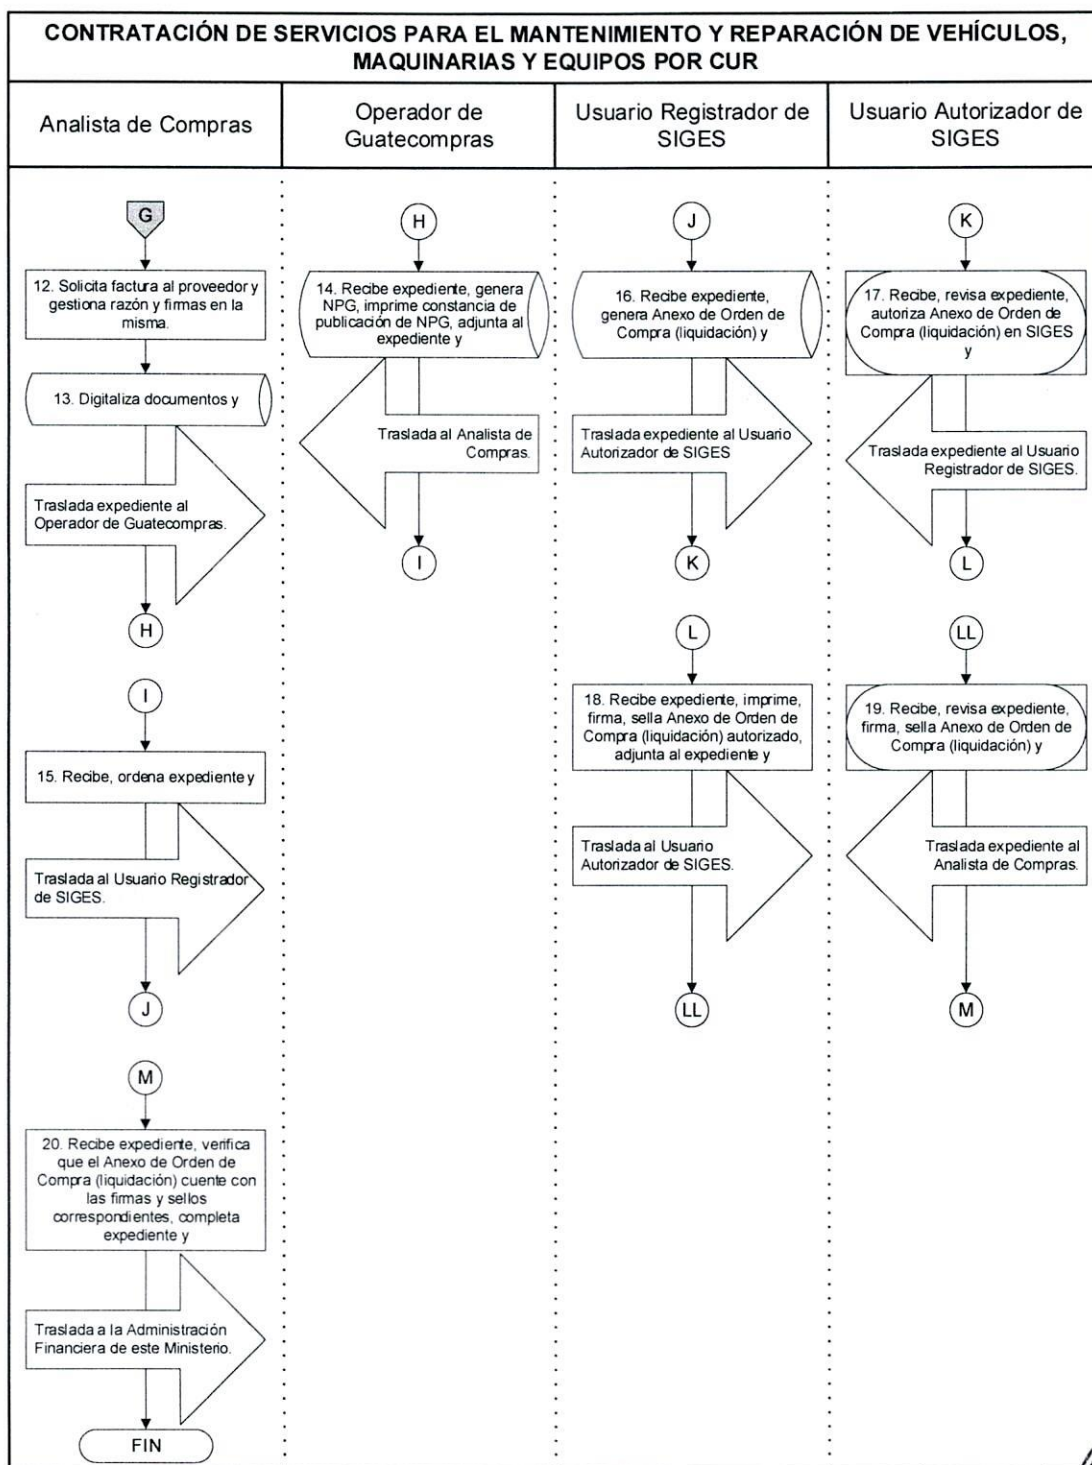 CONTRATACIÓN DE SERVICIOS PARA EL MANTENIMIENTO Y REPARACIÓN DE VEHÍCULOS,
MAQUINARIAS Y EQUIPOS POR CUR
Analista de Compras
Operador de
Guatecompras
Usuario Registrador de
SIGES
Usuario Autorizador de
SIGES
G
12. Solicita factura al proveedor y
gestiona razón y firmas en la
misma.
13. Digitaliza documentos y
Traslada expediente al
Operador de Guatecompras.
H
I
15. Recibe, ordena expediente y
Traslada al Usuario Registrador
de SIGES.
J
M
20. Recibe expediente, verifica
que el Anexo de Orden de
Compra (liquidación) cuente con
las firmas y sellos
correspondientes, completa
expediente y
Traslada a la Administración
Financiera de este Ministerio.
FIN
H
14. Recibe expediente, genera
NPG, imprime constancia de
publicación de NPG, adjunta al
expediente y
Traslada al Analista de
Compras.
I
J
16. Recibe expediente,
genera Anexo de Orden de
Compra (liquidación) y
Traslada expediente al Usuario
Autorizador de SIGES
K
L
18. Recibe expediente, imprime,
firma, sella Anexo de Orden de
Compra (liquidación) autorizado,
adjunta al expediente y
Traslada al Usuario
Autorizador de SIGES.
LL
K
17. Recibe, revisa expediente,
autoriza Anexo de Orden de
Compra (liquidación) en SIGES
y
Traslada expediente al Usuario
Registrador de SIGES.
L
LL
19. Recibe, revisa expediente,
firma, sella Anexo de Orden de
Compra (liquidación) y
Traslada expediente al
Analista de Compras.
M